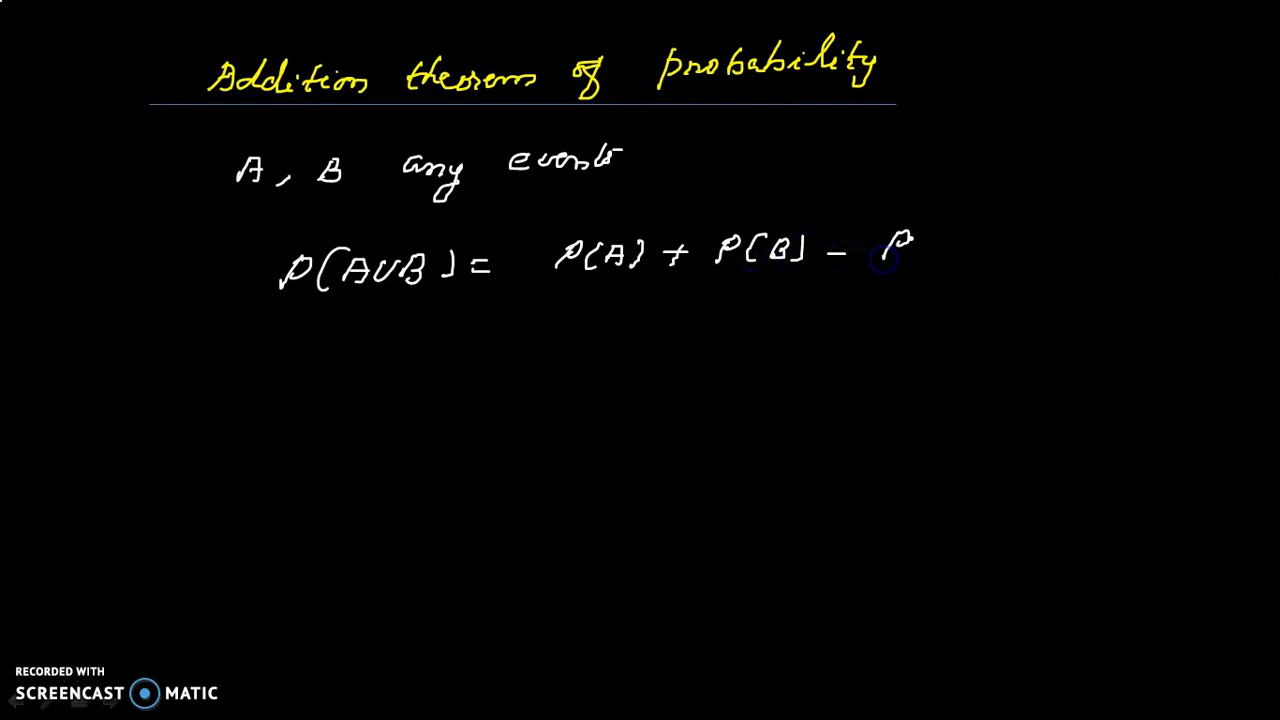 Addition theorem of probability
A, B any events
P(A∪B) = P(A) + P(B) - P
RECORDED WITH
SCREENCAST MATIC